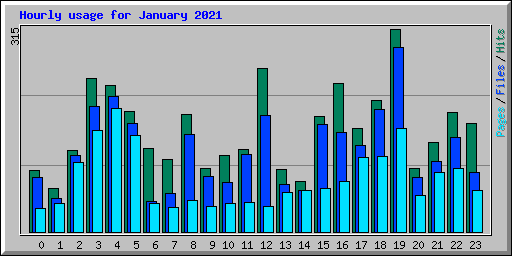 Hourly usage for January 2021
315
Pages / Files / Hits
0 1 2 3 4 5 6 7 8 9 10 11 12 13 14 15 16 17 18 19 20 21 22 23